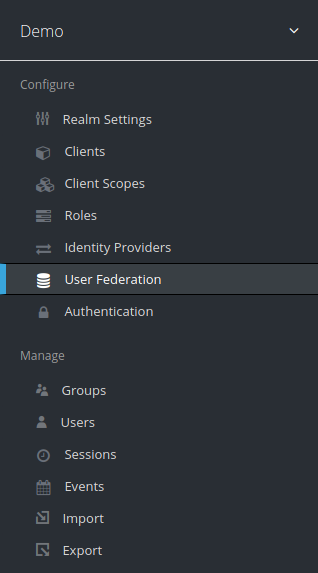 Demo
Configure
Realm Settings
Clients
Client Scopes
Roles
Identity Providers
User Federation
Authentication
Manage
Groups
Users
Sessions
Events
Import
Export